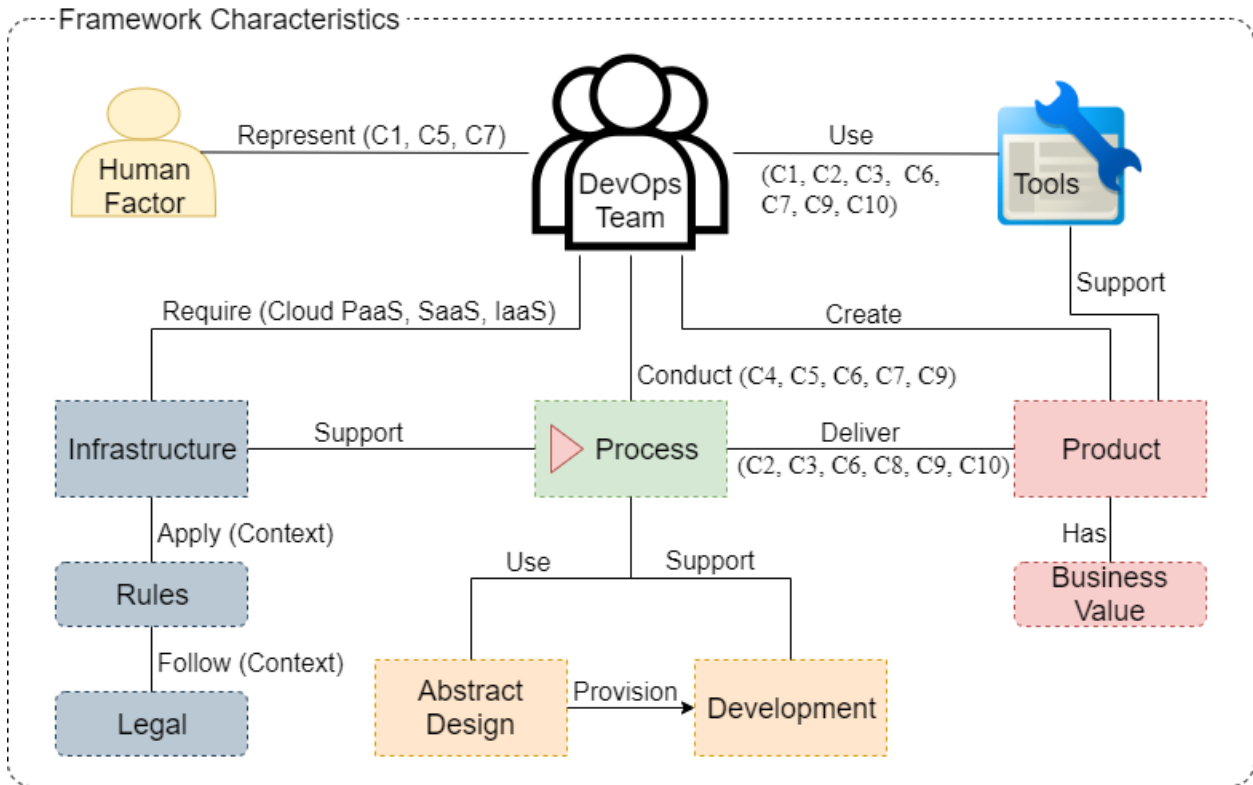 Framework Characteristics
Human
Factor
Represent (C1, C5, C7)
DevOps
Team
Use
(C1, C2, C3,  C6,
C7, C9, C10)
Tools
Support
Require (Cloud PaaS, SaaS, IaaS)
Create
Conduct (C4, C5, C6, C7, C9)
Infrastructure
Support
Process
Deliver
(C2, C3, C6, C8, C9, C10)
Product
Apply (Context)
Has
Use
Support
Rules
Business
Value
Follow (Context)
Legal
Abstract
Design
Provision
Development